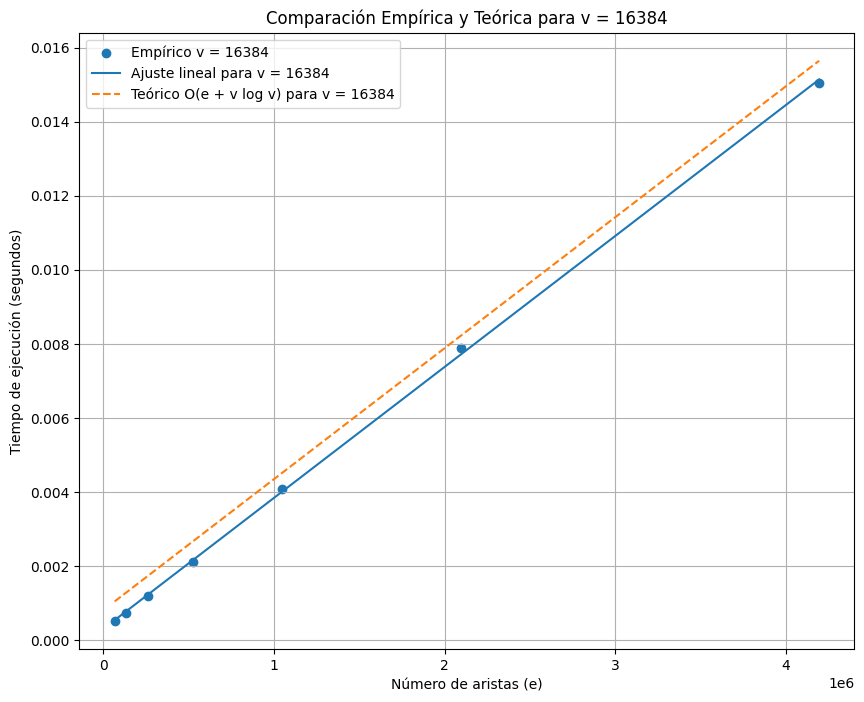 Comparación Empírica y Teórica para v = 16384
Empírico v = 16384
Ajuste lineal para v = 16384
Teórico O(e + v log v) para v = 16384
Tiempo de ejecución (segundos)
0.016
0.014
0.012
0.010
0.008
0.006
0.004
0.002
0.000
0 1 2 3 4
1e6
Número de aristas (e)